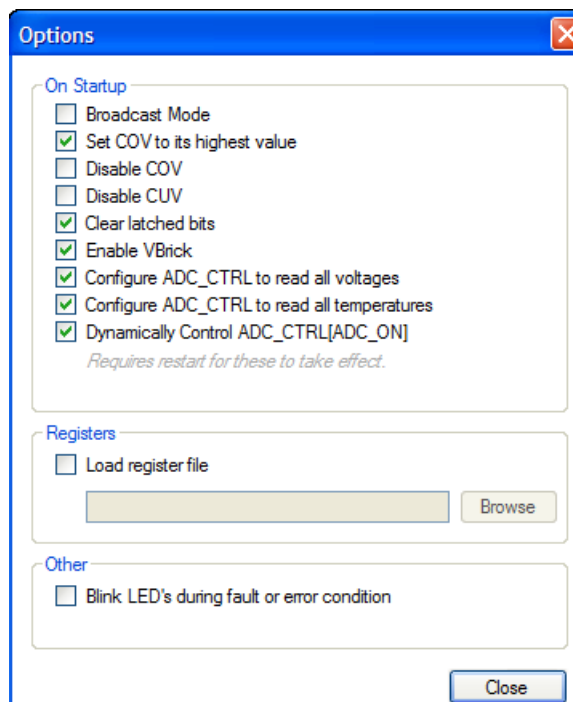 Options
On Startup
Broadcast Mode
Set COV to its highest value
Disable COV
Disable CUV
Clear latched bits
Enable VBrick
Configure ADC_CTRL to read all voltages
Configure ADC_CTRL to read all temperatures
Dynamically Control ADC_CTRL[ADC_ON]
Requires restart for these to take effect.
Registers
Load register file
Browse
Other
Blink LED's during fault or error condition
Close